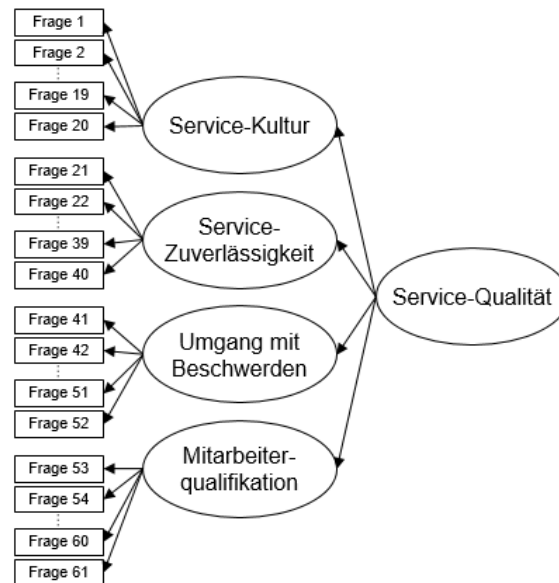 Frage 1
Frage 2
Frage 19
Frage 20
Service-Kultur
Frage 21
Frage 22
Frage 39
Frage 40
Service-
Zuverlässigkeit
Service-Qualität
Frage 41
Frage 42
Frage 51
Frage 52
Umgang mit
Beschwerden
Frage 53
Frage 54
Frage 60
Frage 61
Mitarbeiter-
qualifikation